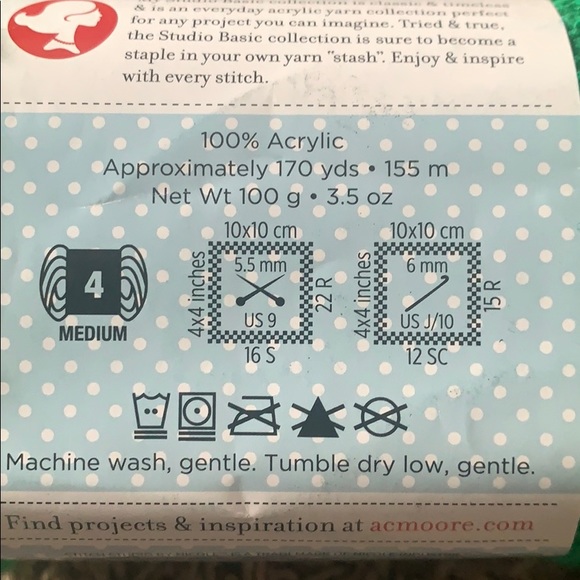 & is an everyday acrylic yarn collection perfect
for any project you can imagine. Tried & true,
the Studio Basic collection is sure to become a
staple in your own yarn "stash". Enjoy & inspire
with every stitch.
100% Acrylic
Approximately 170 yds • 155 m
Net Wt 100 g • 3.5 oz
4
MEDIUM
10x10 cm
4x4 inches
5.5 mm
US 9
22 R
16 S
10x10 cm
4x4 inches
6 mm
US J/10
15 R
12 SC
Machine wash, gentle. Tumble dry low, gentle.
Find projects & inspiration at acmoore.com